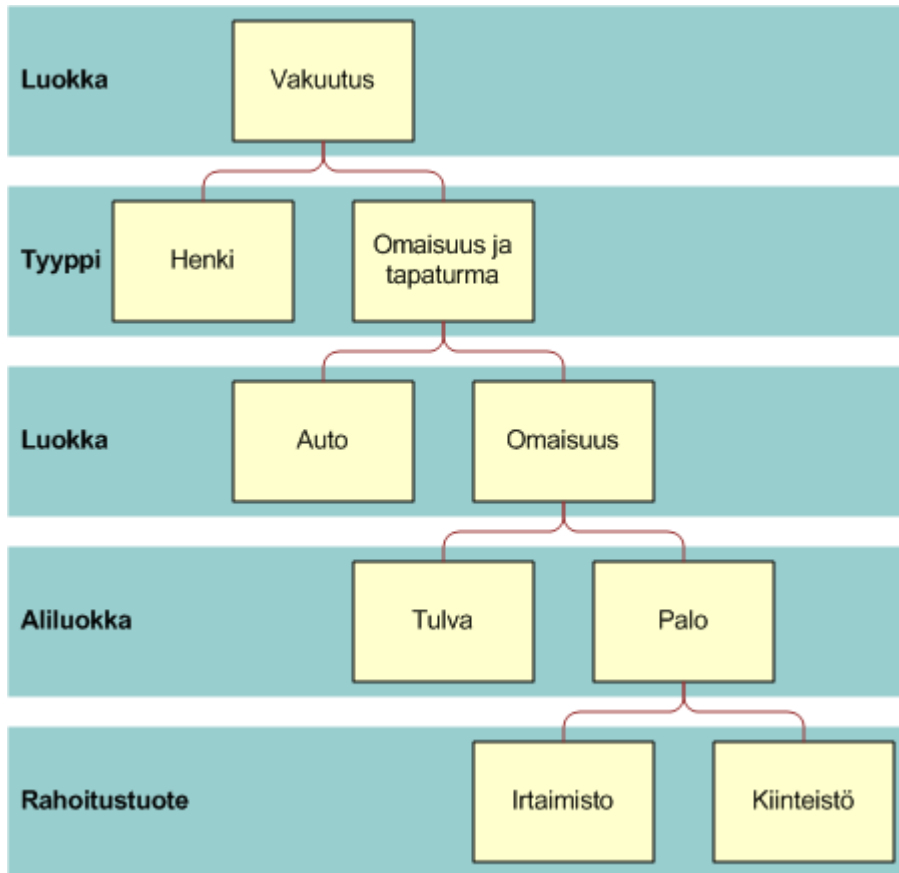 Luokka
Vakuutus
Tyyppi
Henki
Omaisuus ja
tapaturma
Luokka
Auto
Omaisuus
Aliluokka
Tulva
Palo
Rahoitustuote
Irtaimisto
Kiinteistö